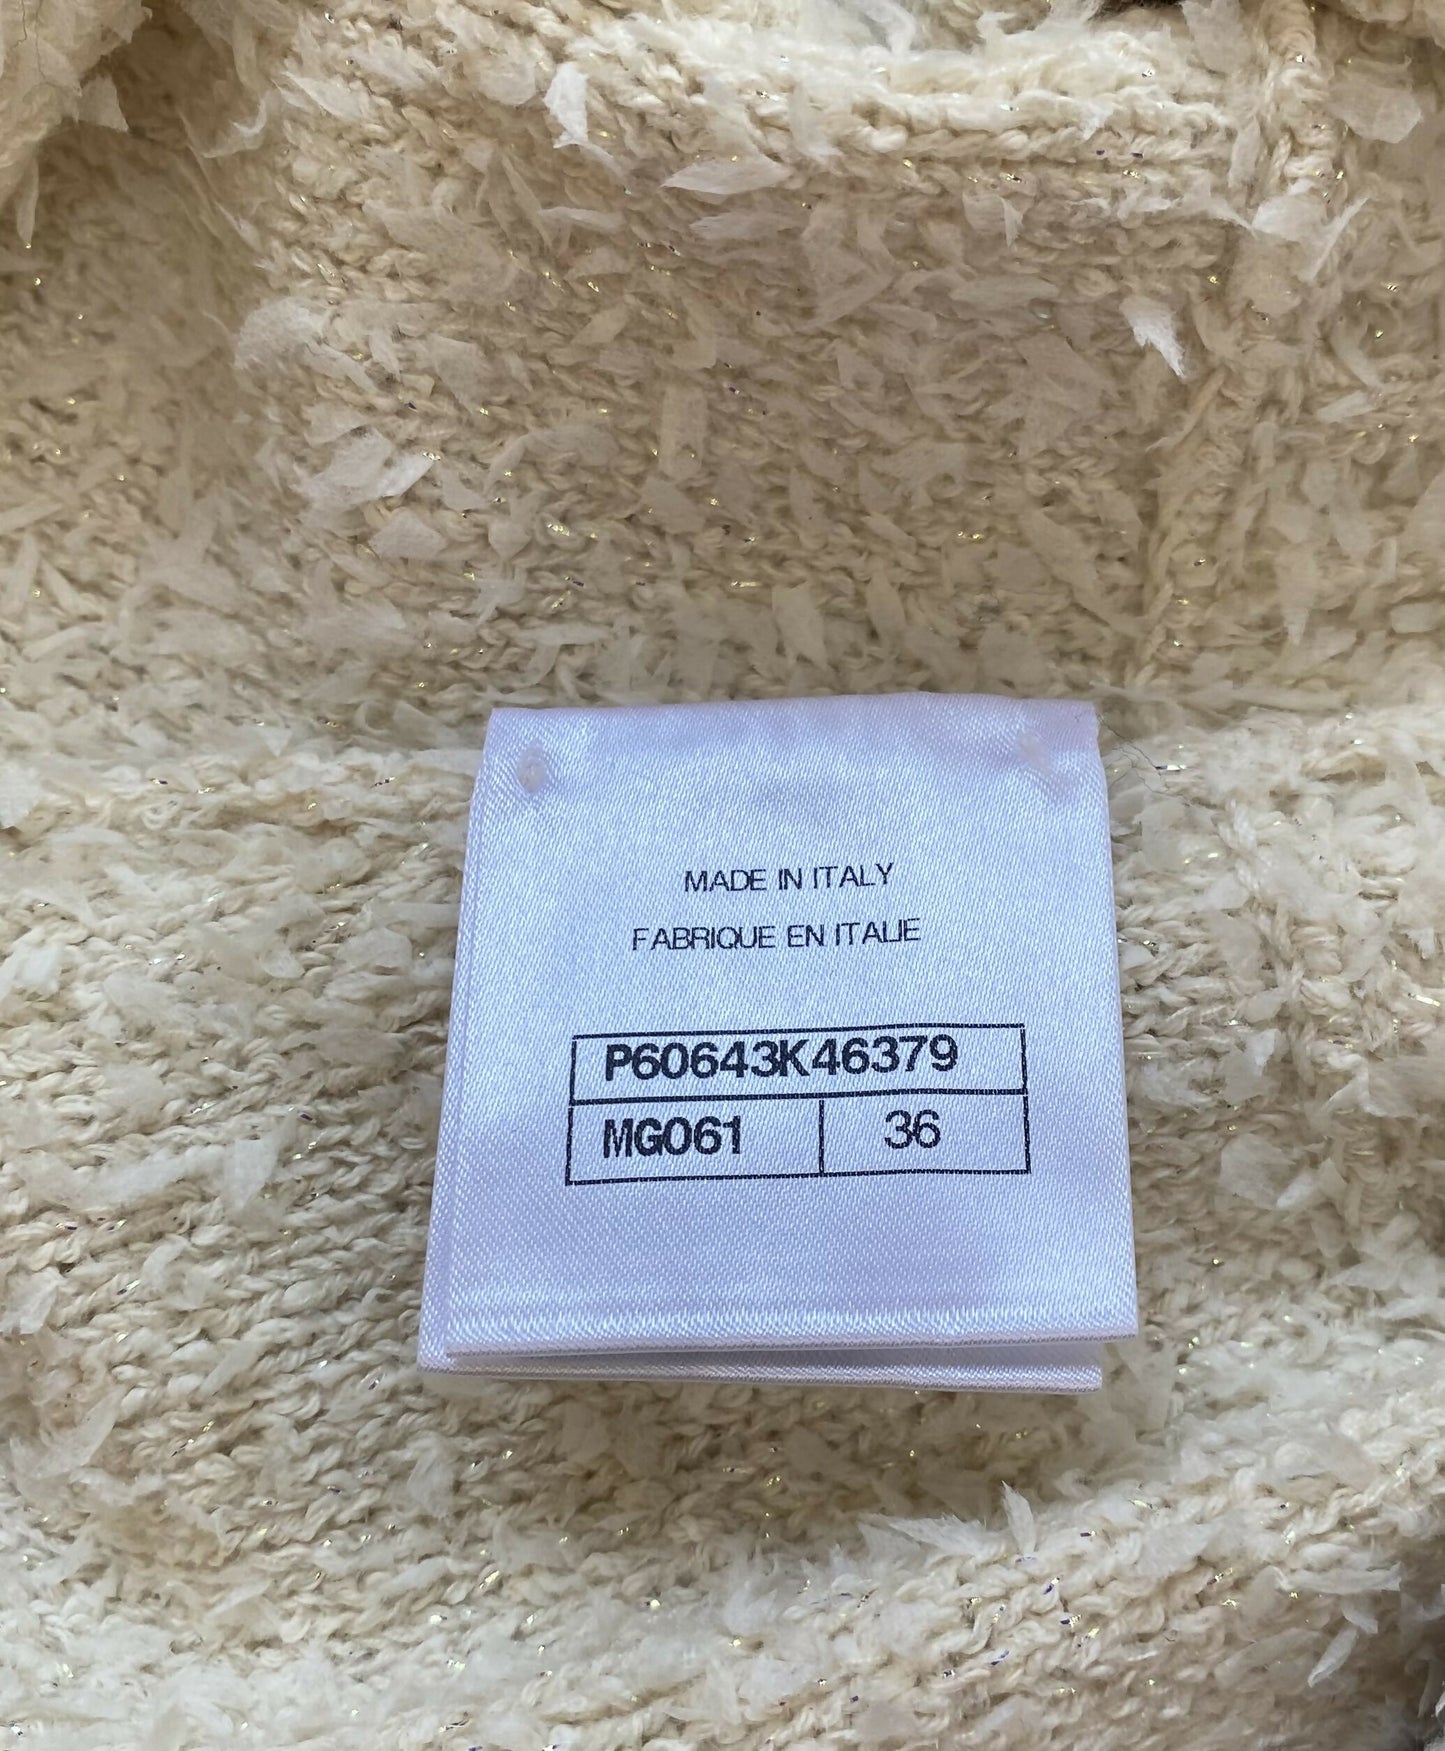 MADE IN ITALY
FABRIQUE EN ITALIE
P60643K46379
MG061 36